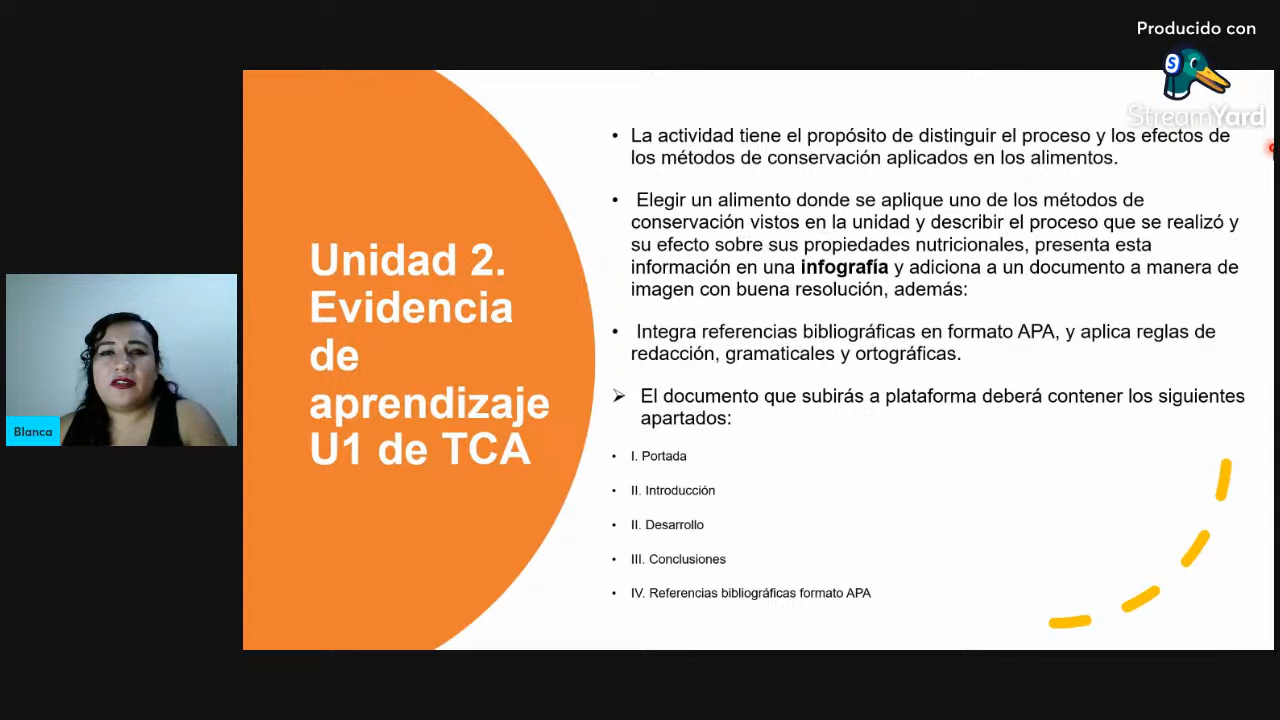 Producido con
StreamYard
• La actividad tiene el propósito de distinguir el proceso y los efectos de
los métodos de conservación aplicados en los alimentos.
• Elegir un alimento donde se aplique uno de los métodos de
conservación vistos en la unidad y describir el proceso que se realizó y
su efecto sobre sus propiedades nutricionales, presenta esta
información en una infografía y adiciona a un documento a manera de
imagen con buena resolución, además:
• Integra referencias bibliográficas en formato APA, y aplica reglas de
redacción, gramaticales y ortográficas.
➢ El documento que subirás a plataforma deberá contener los siguientes
apartados:
• I. Portada
• II. Introducción
• II. Desarrollo
• III. Conclusiones
• IV. Referencias bibliográficas formato APA
Unidad 2.
Evidencia
de
aprendizaje
U1 de TCA
Blanca